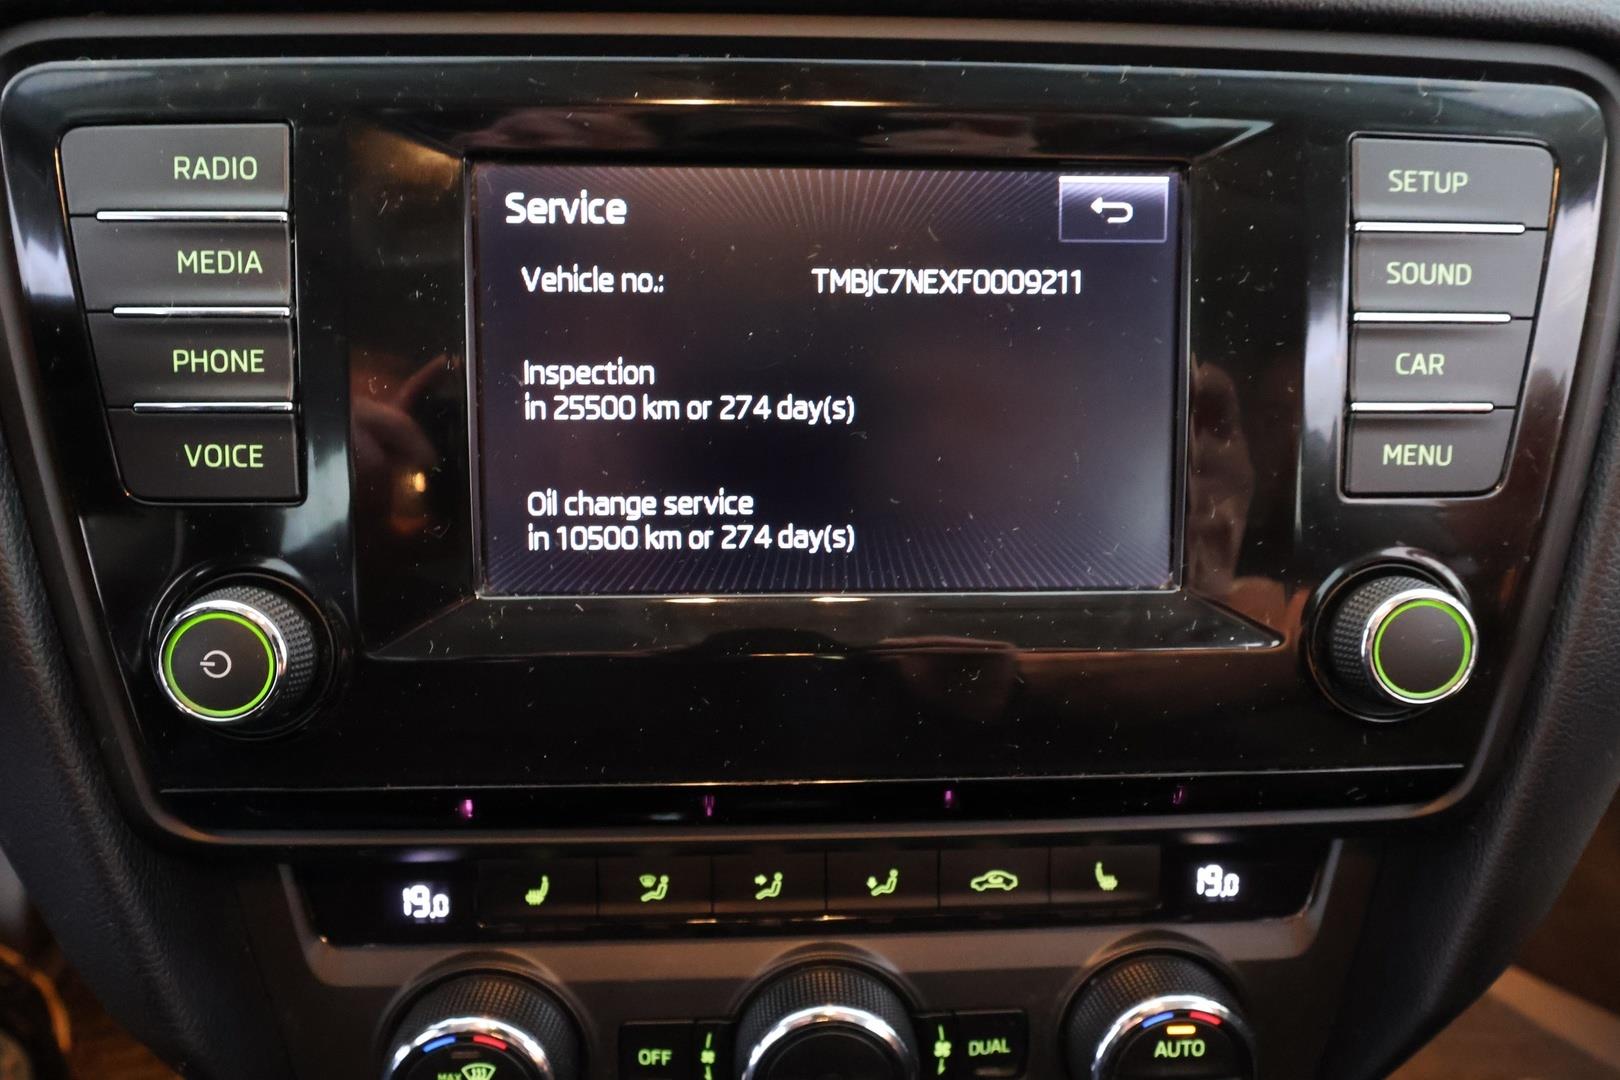 RADIO
MEDIA
PHONE
VOICE
Service
Vehicle no.: TMBJC7NEXF0009211
Inspection
in 25500 km or 274 day(s)
Oil change service
in 10500 km or 274 day(s)
SETUP
SOUND
CAR
MENU
19.0
19.0
MAX
OFF
DUAL
AUTO